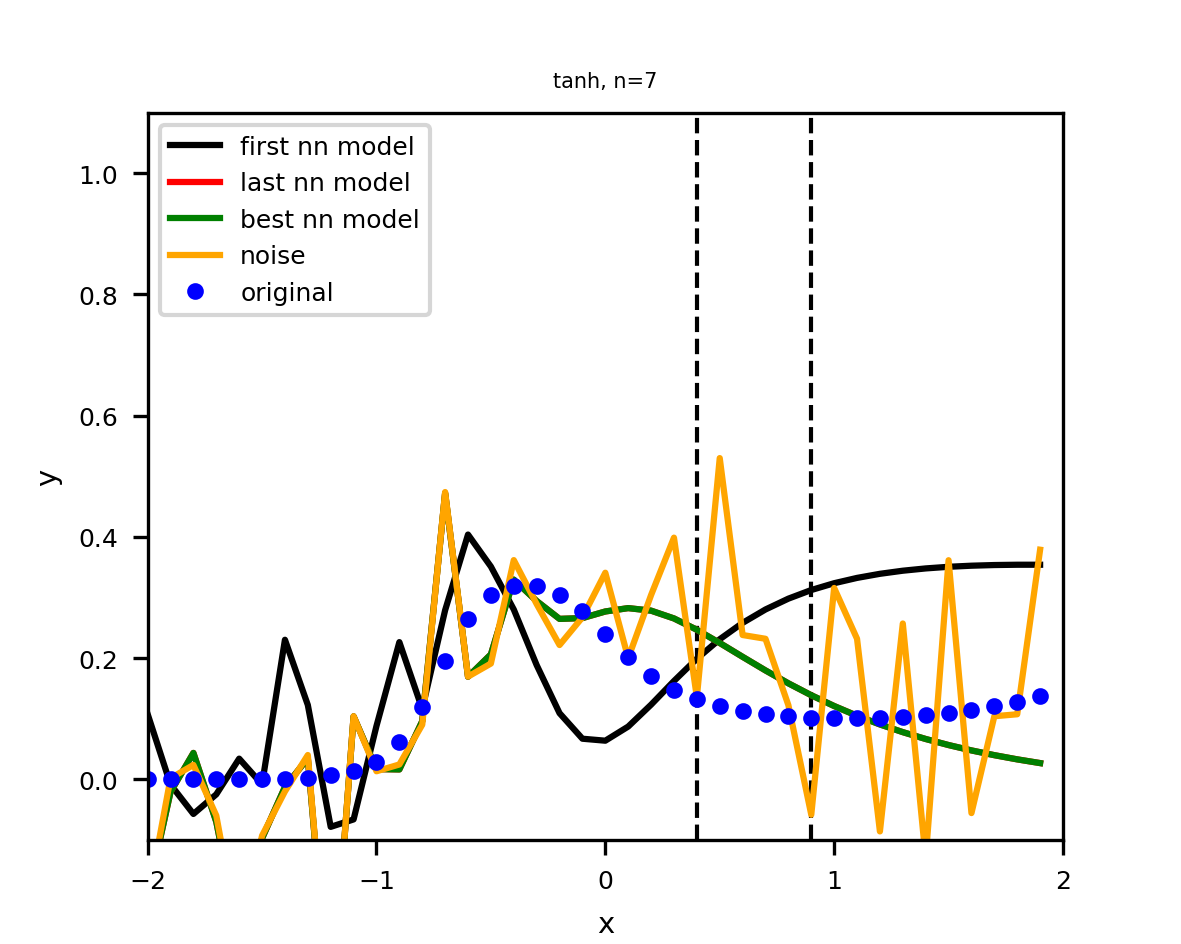 tanh, n=7
first nn model
last nn model
best nn model
noise
original
1.0
0.8
0.6
0.4
0.2
0.0
y
−2
−1
0
1
2
x